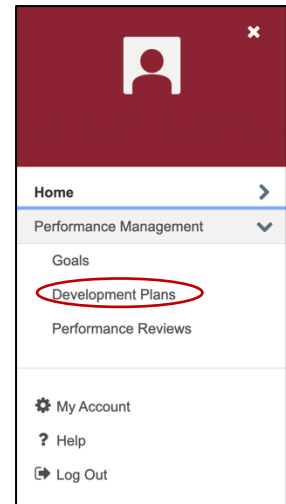 Home
Performance Management
Goals
Development Plans
Performance Reviews
My Account
? Help
Log Out